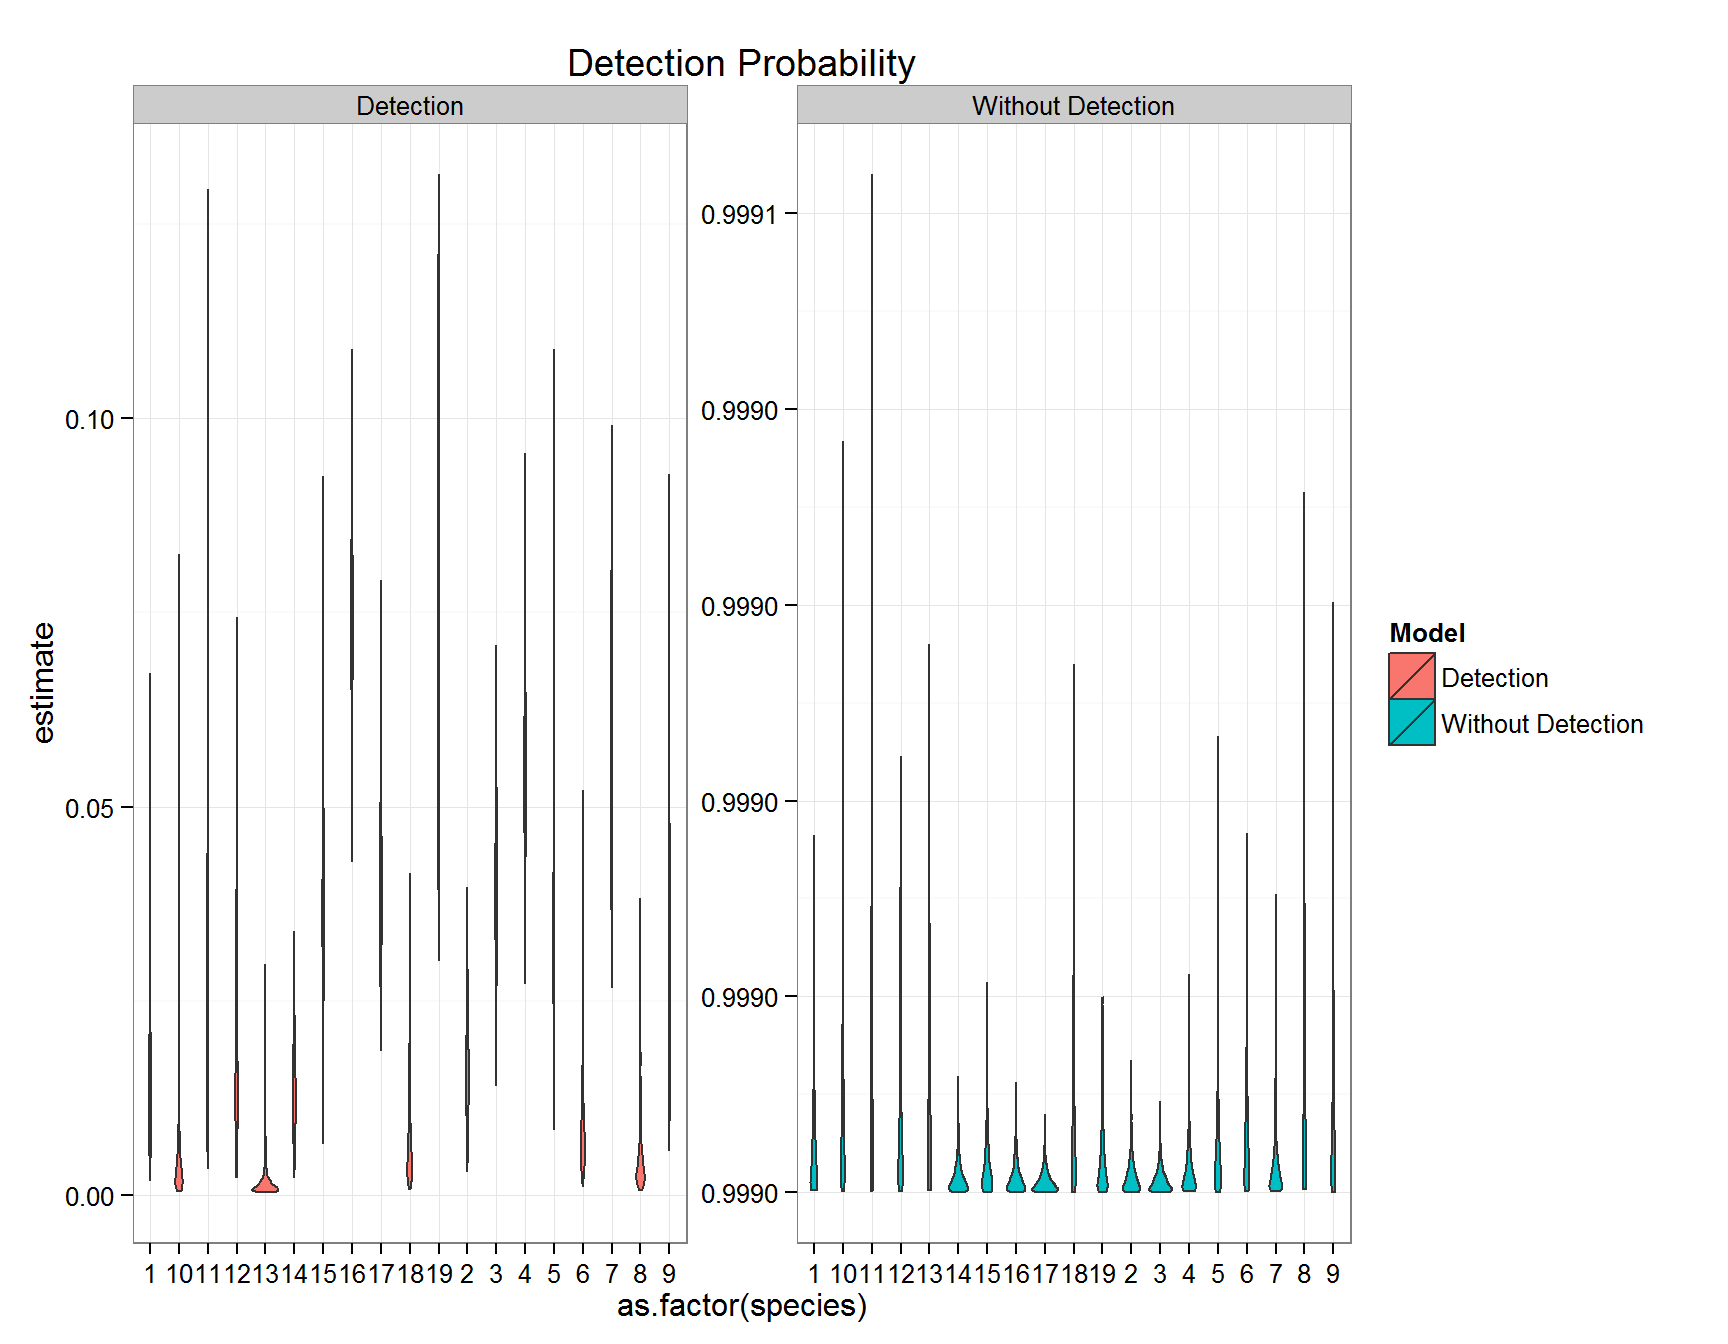 Detection Probability
Detection
Without Detection
estimate
0.10
0.05
0.00
0.9991
0.9990
0.9990
0.9990
0.9990
0.9990
1 10 11 12 13 14 15 16 17 18 19 2 3 4 5 6 7 8 9
1 10 11 12 13 14 15 16 17 18 19 2 3 4 5 6 7 8 9
as.factor(species)
Model
Detection
Without Detection